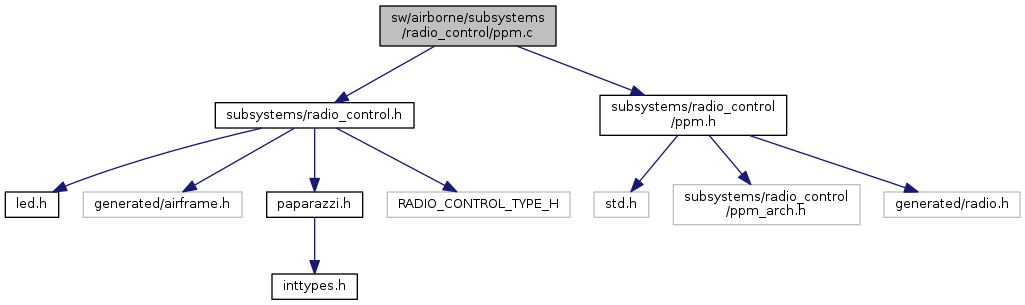 sw/airborne/subsystems
/radio_control/ppm.c
subsystems/radio_control.h
subsystems/radio_control
/ppm.h
led.h
generated/airframe.h
paparazzi.h
RADIO_CONTROL_TYPE_H
std.h
subsystems/radio_control
/ppm_arch.h
generated/radio.h
inttypes.h